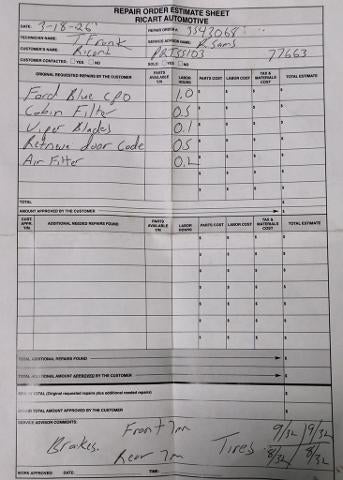 REPAIR ORDER ESTIMATE SHEET
RICART AUTOMOTIVE
DATE: 3-18-26 REPAIR ORDER #: 3343068
TECHNICIAN NAME: T Frank SERVICE ADVISOR NAME: R Sams
CUSTOMER'S NAME: Ricart PRT35103 77663
CUSTOMER CONTACTED: YES NO SOLD: YES NO
ORIGINAL REQUESTED REPAIRS BY THE CUSTOMER PARTS AVAILABLE Y/N LABOR HOURS PARTS COST LABOR COST TAX & MATERIALS COST TOTAL ESTIMATE
Ford Blue CPO 1.0 $ $ $ $
Cabin Filter 0.5 $ $ $ $
Wiper Blades 0.1 $ $ $ $
Retrieve door Code 0.5 $ $ $ $
Air Filter 0.2 $ $ $ $
$ $ $ $
$ $ $ $
TOTAL $
AMOUNT APPROVED BY THE CUSTOMER $
CUST. APPR. Y/N ADDITIONAL NEEDED REPAIRS FOUND PARTS AVAILABLE Y/N LABOR HOURS PARTS COST LABOR COST TAX & MATERIALS COST TOTAL ESTIMATE
$ $ $ $
$ $ $ $
$ $ $ $
$ $ $ $
$ $ $ $
$ $ $ $
$ $ $ $
TOTAL ADDITIONAL REPAIRS FOUND $
TOTAL ADDITIONAL AMOUNT APPROVED BY THE CUSTOMER $
TOTAL (Original requested repairs plus additional needed repairs) $
AMOUNT APPROVED BY THE CUSTOMER $
SERVICE ADVISOR COMMENTS:
Front 7m 9/32 9/32
Brakes. Tires
Rear 7m 8/32 8/32
WORK APPROVED DATE: TIME: